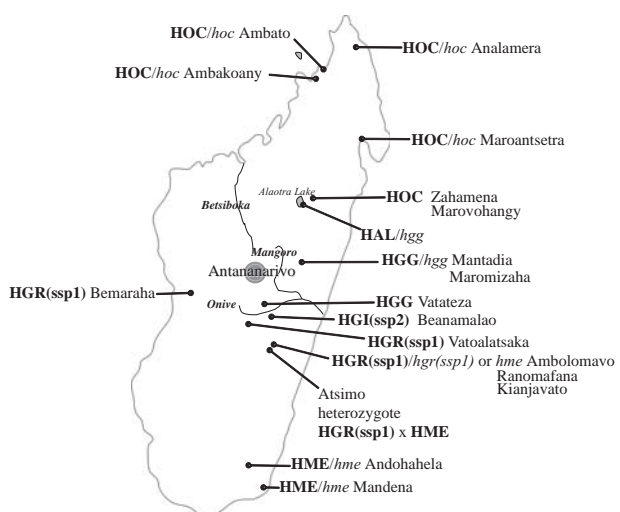 HOC/hoc Ambato
HOC/hoc Analamera
HOC/hoc Ambakoany
HOC/hoc Maroantsetra
Alaotra Lake
HOC Zahamena
Marovohangy
Betsiboka
HAL/hgg
Mangoro
HGG/hgg Mantadia
Maromizaha
Antananarivo
HGR(ssp1) Bemaraha
Onive
HGG Vatateza
HGI(ssp2) Beanamalao
HGR(ssp1) Vatoalatsaka
HGR(ssp1)/hgr(ssp1) or hme Ambolomavo
Ranomafana
Kianjavato
Atsimo
heterozygote
HGR(ssp1) x HME
HME/hme Andohahela
HME/hme Mandena